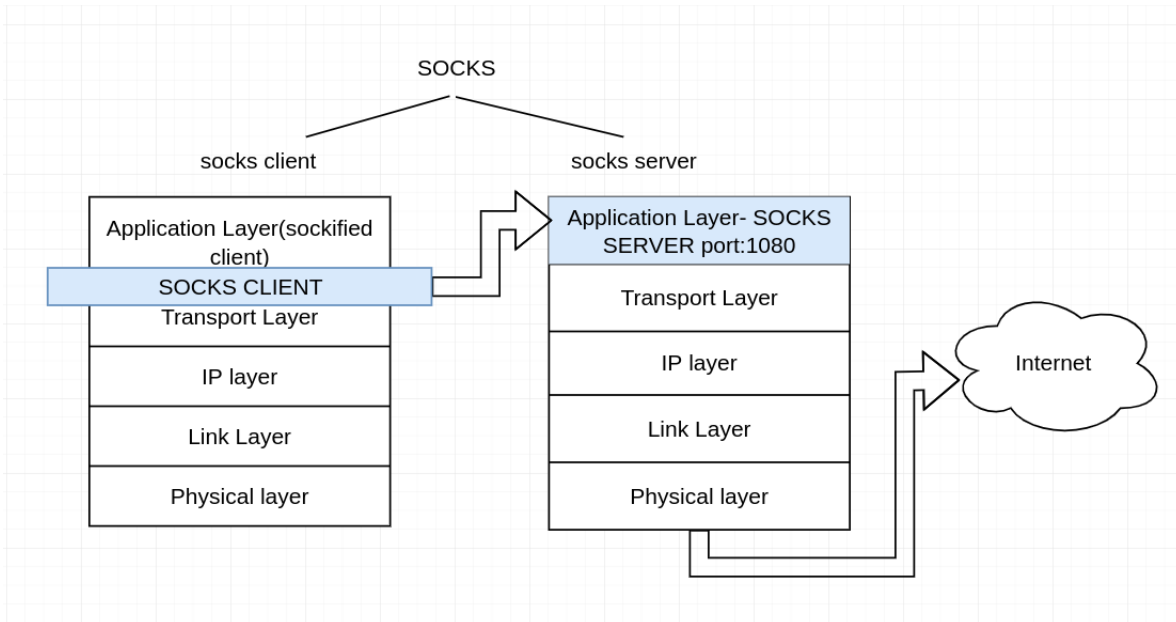 SOCKS
socks client
socks server
Application Layer(sockified
client)
SOCKS CLIENT
Transport Layer
IP layer
Link Layer
Physical layer
Application Layer- SOCKS
SERVER port:1080
Transport Layer
IP layer
Link Layer
Physical layer
Internet